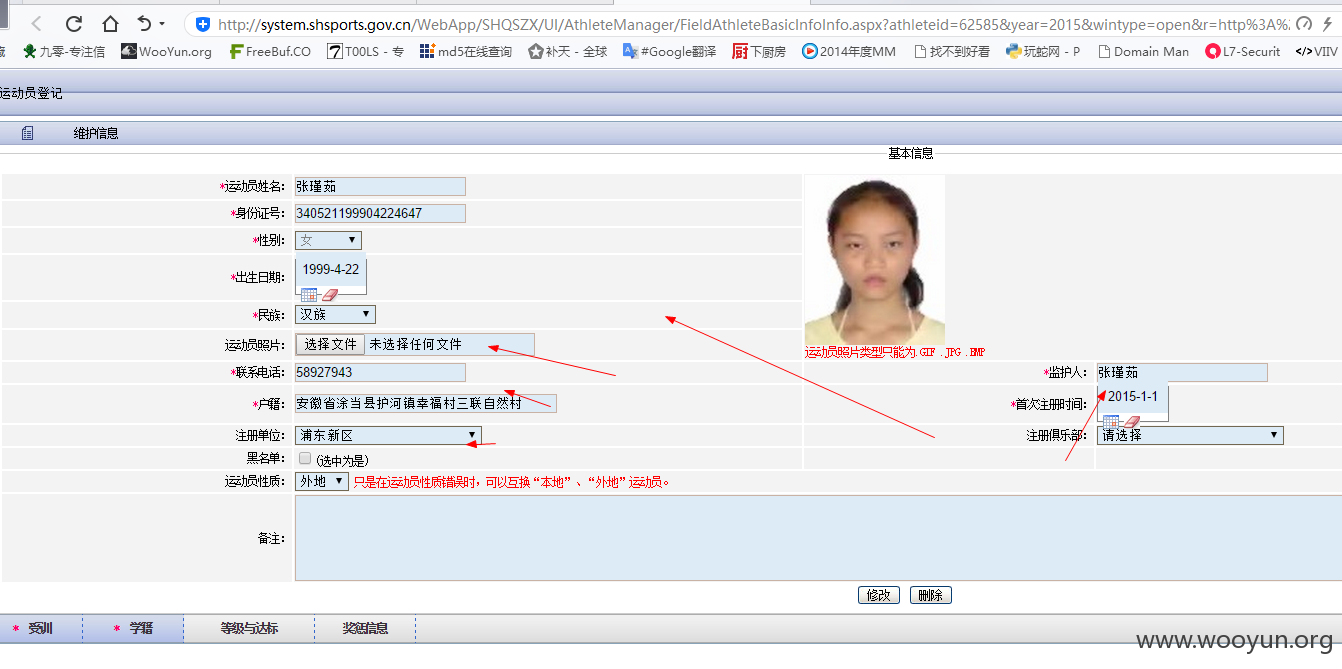 http://system.shsports.gov.cn/WebApp/SHQSZX/UI/AthleteManager/FieldAthleteBasicInfoInfo.aspx?athleteid=62585&year=2015&wintype=open&r=http%3A%2
藏 九零-专注信 WooYun.org FreeBuf.CO T00LS - 专 md5在线查询 补天 - 全球 #Google翻译 下厨房 2014年度MM 找不到好看 玩蛇网 - P Domain Man L7-Securit VIIV
运动员登记
维护信息
基本信息
*运动员姓名: 张瑾茹
*身份证号: 340521199904224647
*性别: 女
*出生日期: 1999-4-22
*民族: 汉族
运动员照片: 选择文件 未选择任何文件
运动员照片类型只能为.GIF .JPG .BMP
*联系电话: 58927943 *监护人: 张瑾茹
*户籍: 安徽省涂当县护河镇幸福村三联自然村 *首次注册时间: 2015-1-1
注册单位: 浦东新区 注册俱乐部: 请选择
黑名单: (选中为是)
运动员性质: 外地 只是在运动员性质错误时，可以互换“本地”、“外地”运动员。
备注:
修改 删除
* 受训 * 学籍 等级与达标 奖惩信息
www.wooyun.org